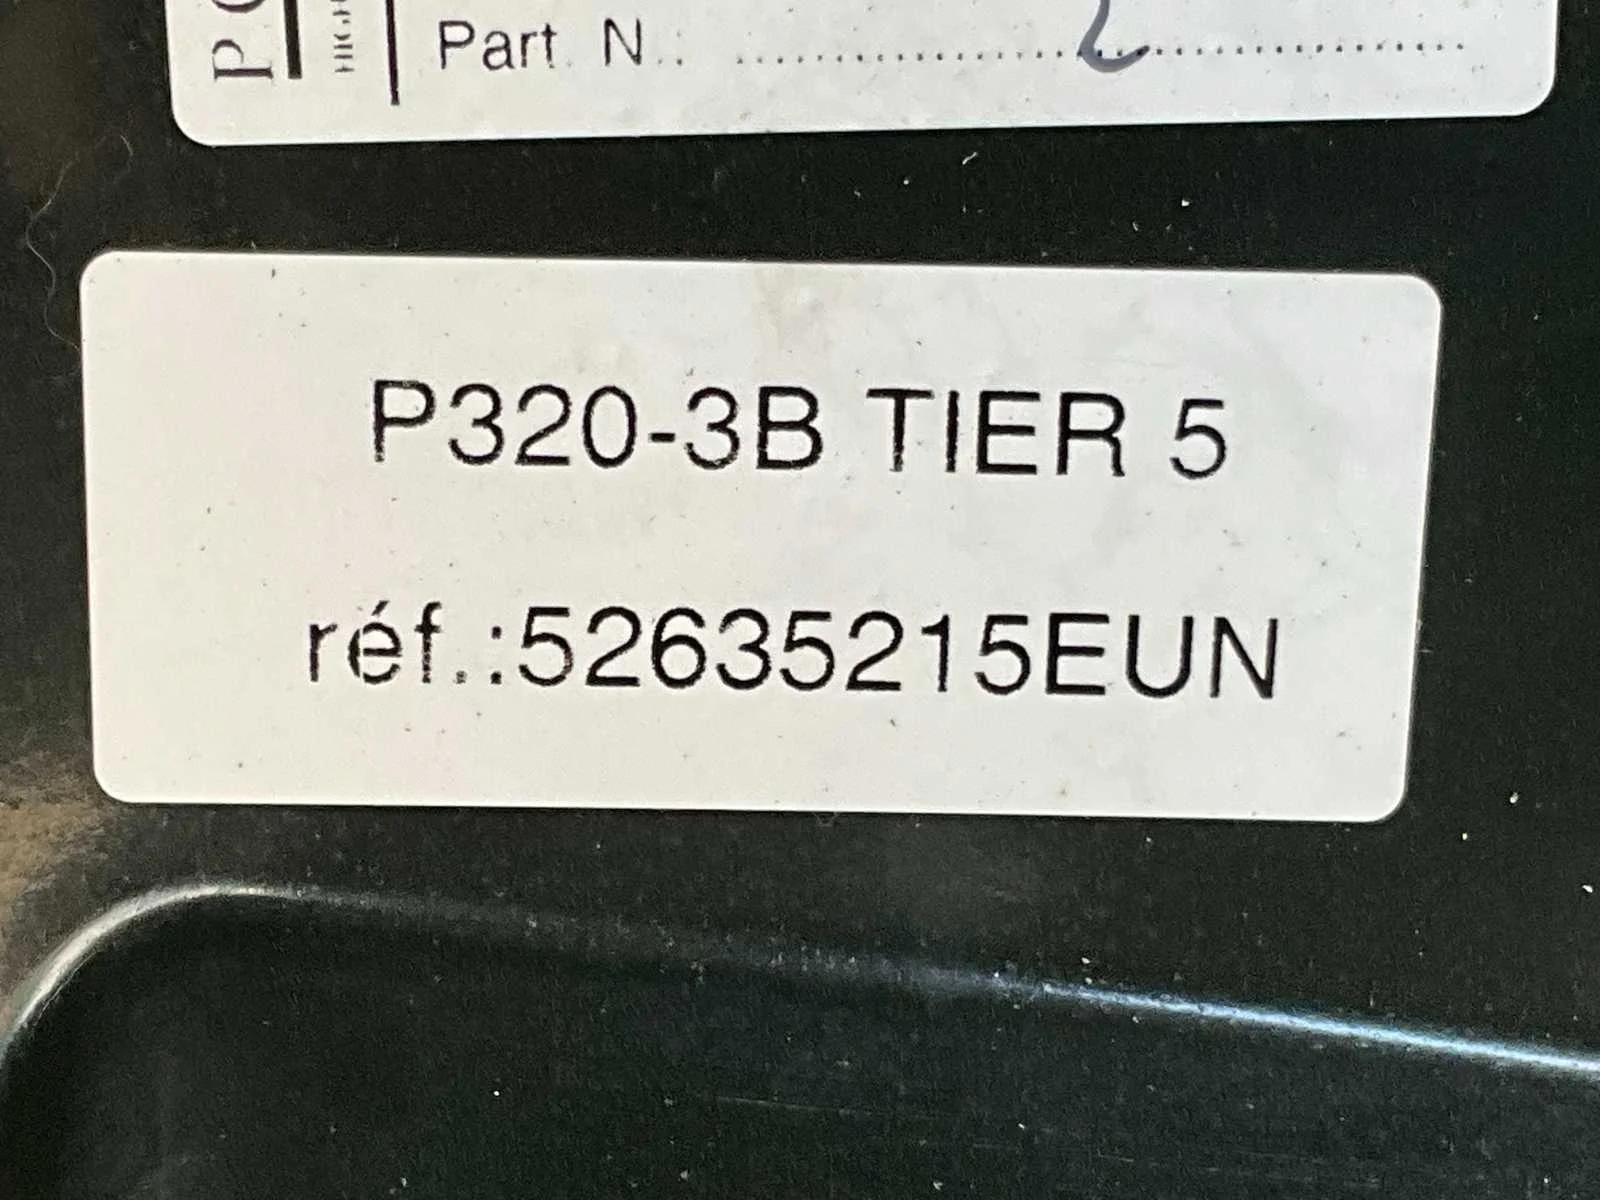 Part. N.:
P320-3B TIER 5
réf.:52635215EUN